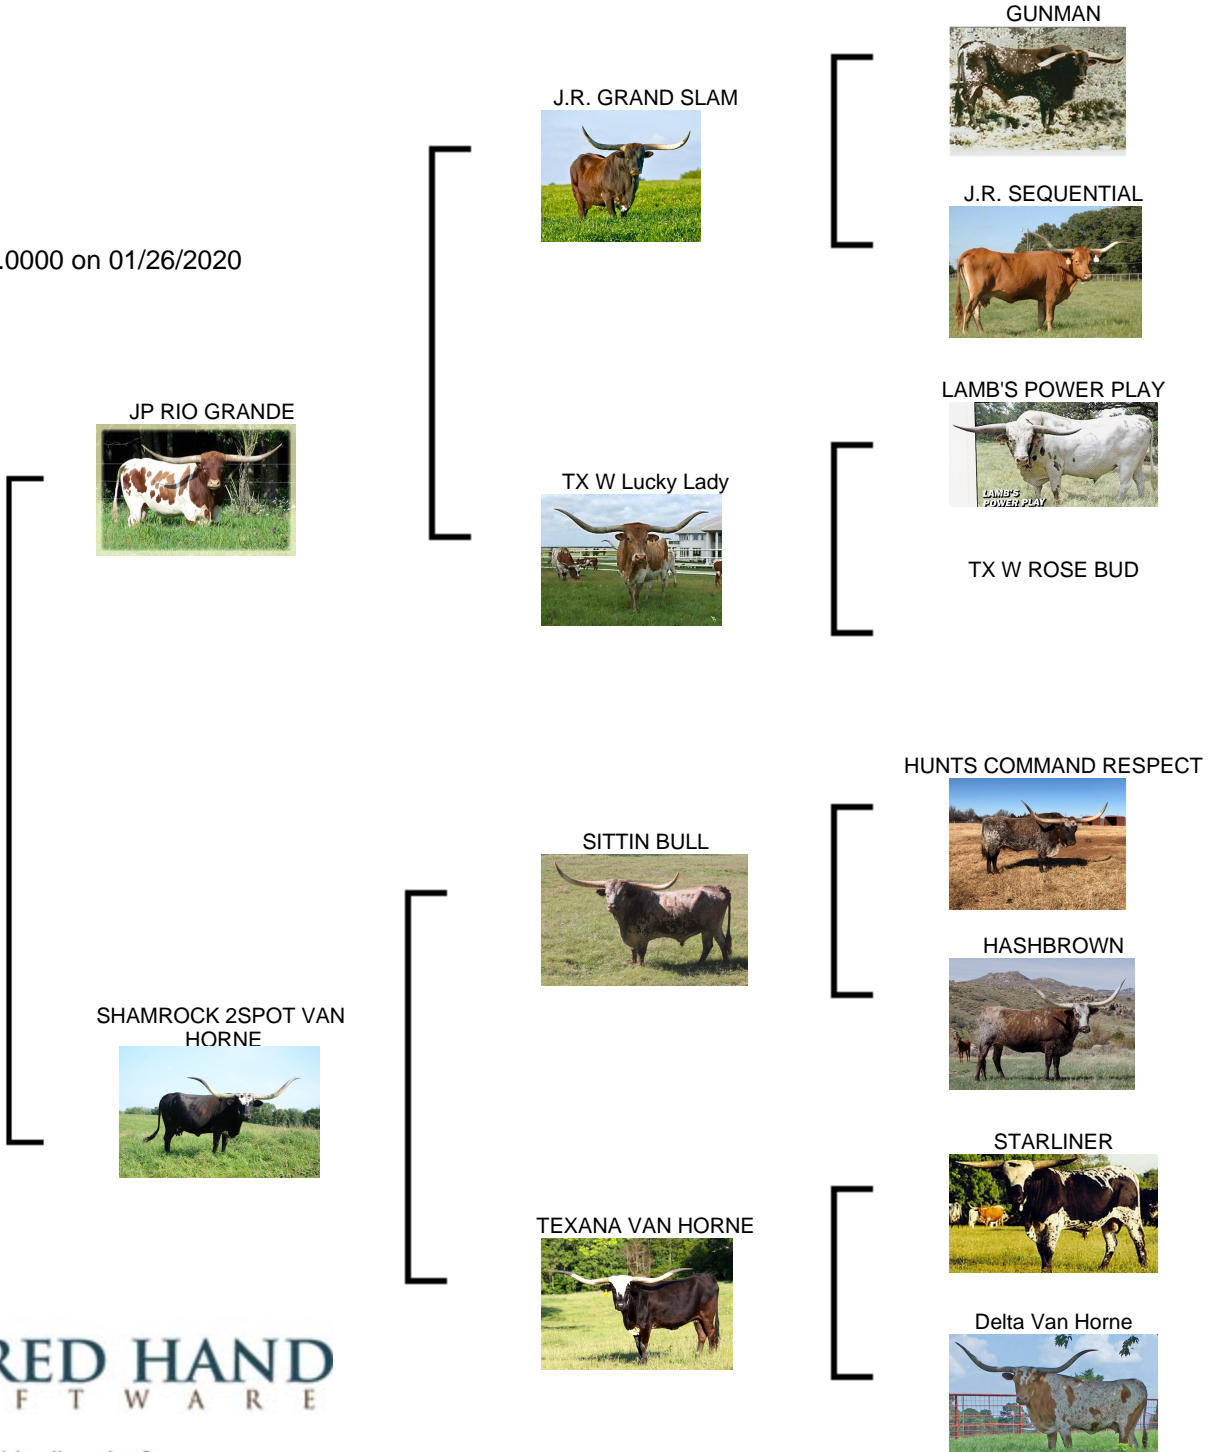 GUNMAN
J.R. GRAND SLAM
J.R. SEQUENTIAL
.0000 on 01/26/2020
LAMB'S POWER PLAY
JP RIO GRANDE
LAMB'S
POWER PLAY
TX W Lucky Lady
TX W ROSE BUD
HUNTS COMMAND RESPECT
SITTIN BULL
HASHBROWN
SHAMROCK 2SPOT VAN
HORNE
STARLINER
TEXANA VAN HORNE
Delta Van Horne
RED HAND
F T W A R E